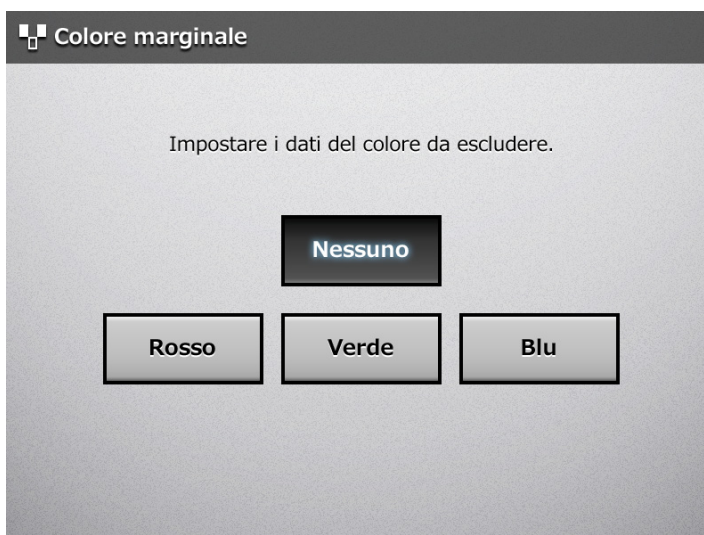 Colore marginale
Impostare i dati del colore da escludere.
Nessuno
Rosso Verde Blu